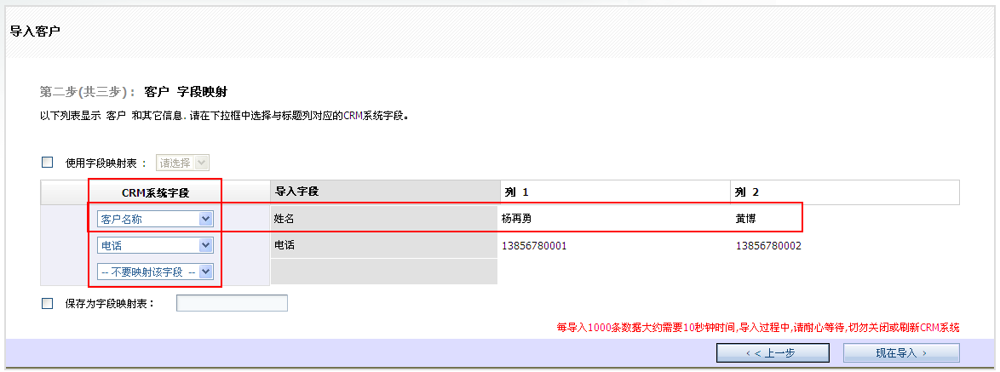 导入客户
第二步(共三步)： 客户 字段映射
以下列表显示 客户 和其它信息. 请在下拉框中选择与标题列对应的CRM系统字段。
使用字段映射表 ： 请选择
CRM系统字段 导入字段 列 1 列 2
客户名称 姓名 杨再勇 黄博
电话 电话 13856780001 13856780002
-- 不要映射该字段 --
保存为字段映射表：
每导入1000条数据大约需要10秒钟时间,导入过程中,请耐心等待,切勿关闭或刷新CRM系统
‹ < 上一步 现在导入 ›